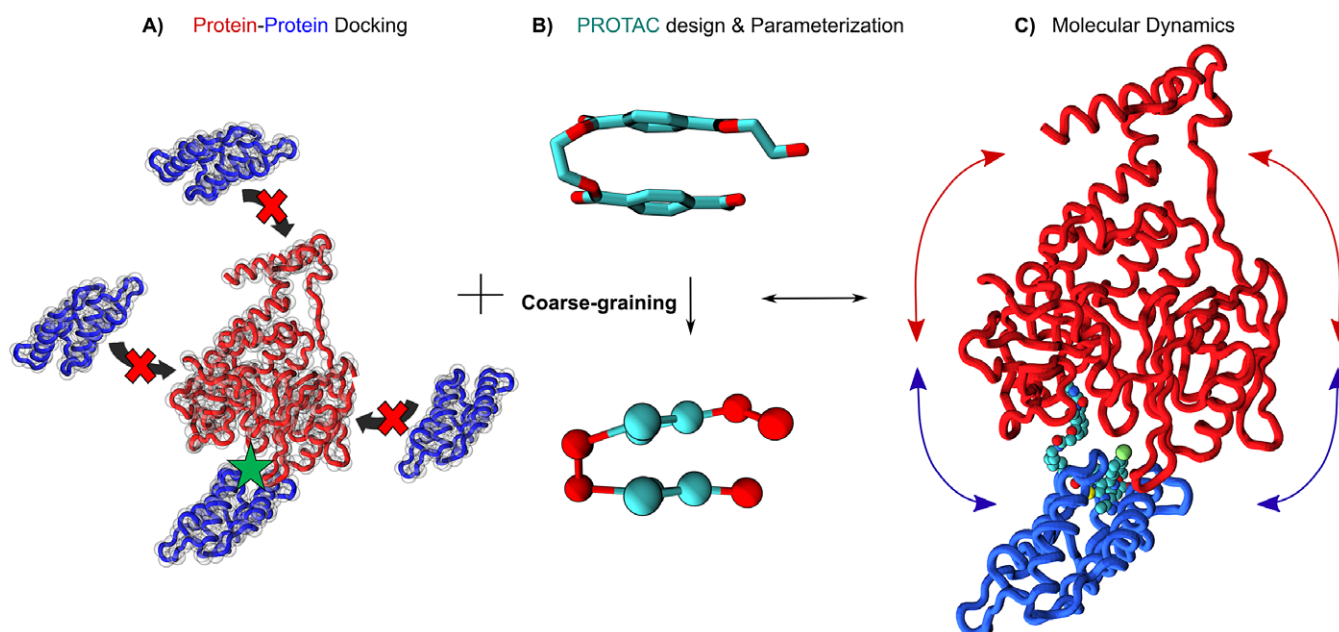 A) Protein-Protein Docking
B) PROTAC design & Parameterization
C) Molecular Dynamics
Coarse-graining